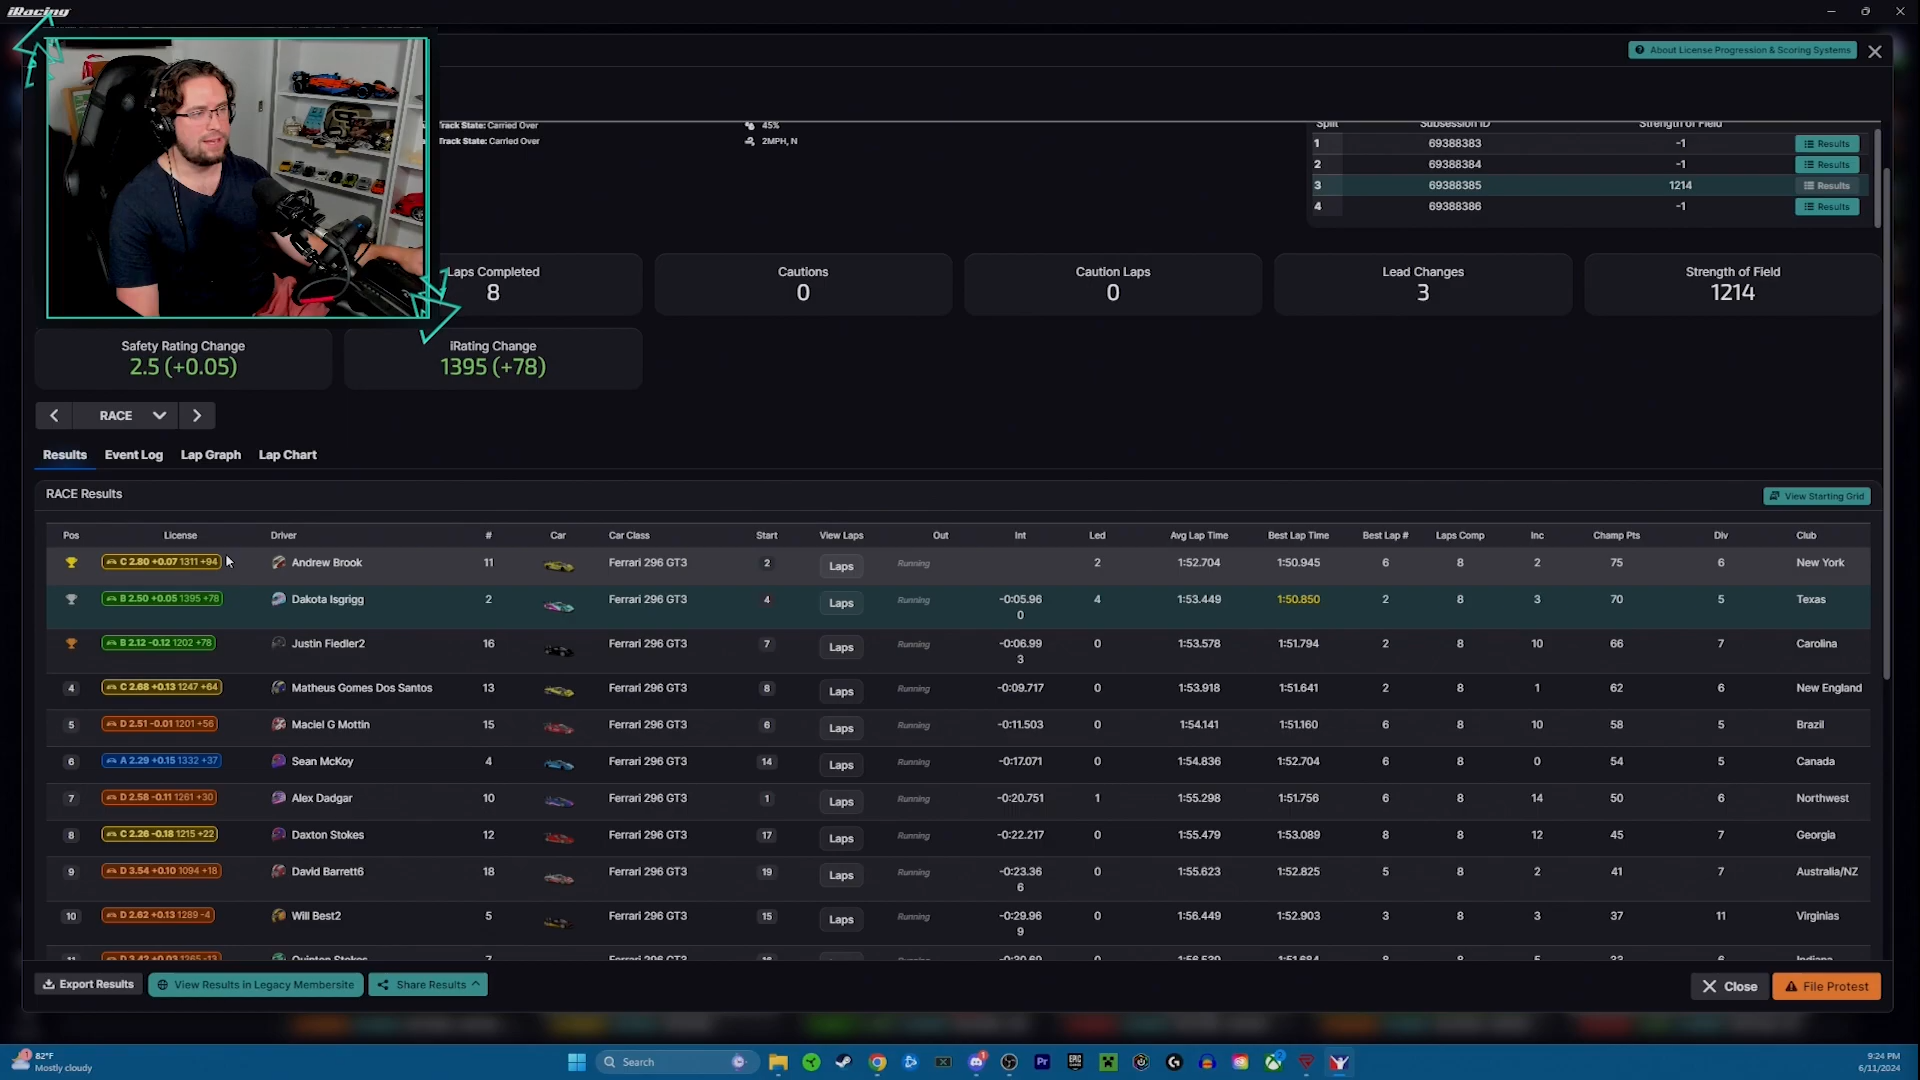 iRacing
About License Progression & Scoring Systems
Track State: Carried Over
Track State: Carried Over
45%
2MPH, N
Split Subsession ID Strength of Field
1 69388383 -1 Results
2 69388384 -1 Results
3 69388385 1214 Results
4 69388386 -1 Results
Laps Completed
8
Cautions
0
Caution Laps
0
Lead Changes
3
Strength of Field
1214
Safety Rating Change
2.5 (+0.05)
iRating Change
1395 (+78)
RACE
Results Event Log Lap Graph Lap Chart
RACE Results
View Starting Grid
Pos License Driver # Car Car Class Start View Laps Out Int Led Avg Lap Time Best Lap Time Best Lap # Laps Comp Inc Champ Pts Div Club
C 2.80 +0.07 1311 +94 Andrew Brook 11 Ferrari 296 GT3 2 Laps Running 2 1:52.704 1:50.945 6 8 2 75 6 New York
B 2.50 +0.05 1395 +78 Dakota Isgrigg 2 Ferrari 296 GT3 4 Laps Running -0:05.960 4 1:53.449 1:50.850 2 8 3 70 5 Texas
B 2.12 -0.12 1202 +78 Justin Fiedler2 16 Ferrari 296 GT3 7 Laps Running -0:06.993 0 1:53.578 1:51.794 2 8 10 66 7 Carolina
4 C 2.68 +0.13 1247 +64 Matheus Gomes Dos Santos 13 Ferrari 296 GT3 8 Laps Running -0:09.717 0 1:53.918 1:51.641 2 8 1 62 6 New England
5 D 2.51 -0.01 1201 +56 Maciel G Mottin 15 Ferrari 296 GT3 6 Laps Running -0:11.503 0 1:54.141 1:51.160 6 8 10 58 5 Brazil
6 A 2.29 +0.15 1332 +37 Sean McKoy 4 Ferrari 296 GT3 14 Laps Running -0:17.071 0 1:54.836 1:52.704 6 8 0 54 5 Canada
7 D 2.58 -0.11 1261 +30 Alex Dadgar 10 Ferrari 296 GT3 1 Laps Running -0:20.751 1 1:55.298 1:51.756 6 8 14 50 6 Northwest
8 C 2.26 -0.18 1215 +22 Daxton Stokes 12 Ferrari 296 GT3 17 Laps Running -0:22.217 0 1:55.479 1:53.089 8 8 12 45 7 Georgia
9 D 3.54 +0.10 1094 +18 David Barrett6 18 Ferrari 296 GT3 19 Laps Running -0:23.366 0 1:55.623 1:52.825 5 8 2 41 7 Australia/NZ
10 D 2.62 +0.13 1289 -4 Will Best2 5 Ferrari 296 GT3 15 Laps Running -0:29.969 0 1:56.449 1:52.903 3 8 3 37 11 Virginias
Export Results View Results in Legacy Membersite Share Results Close File Protest
82°F
Mostly cloudy
Search
9:24 PM
6/11/2024